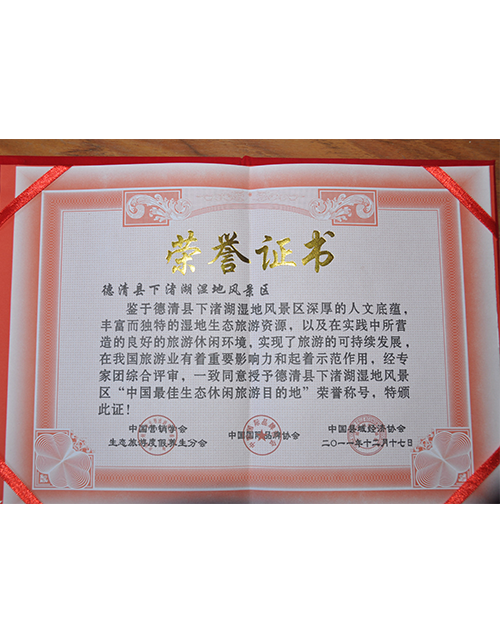 荣誉证书
德清县下渚湖湿地风景区
鉴于德清县下渚湖湿地风景区深厚的人文底蕴，
丰富而独特的湿地生态旅游资源，以及在实践中所营
造的良好的旅游休闲环境，实现了旅游的可持续发展，
在我国旅游业有着重要影响力和起着示范作用，经专
家团综合评审，一致同意授予德清县下渚湖湿地风景
区“中国最佳生态休闲旅游目的地”荣誉称号，特颁
此证！
中国营销学会 中国国际品牌协会 中国县域经济协会
生态旅游度假养生分会 二〇一一年十二月十七日